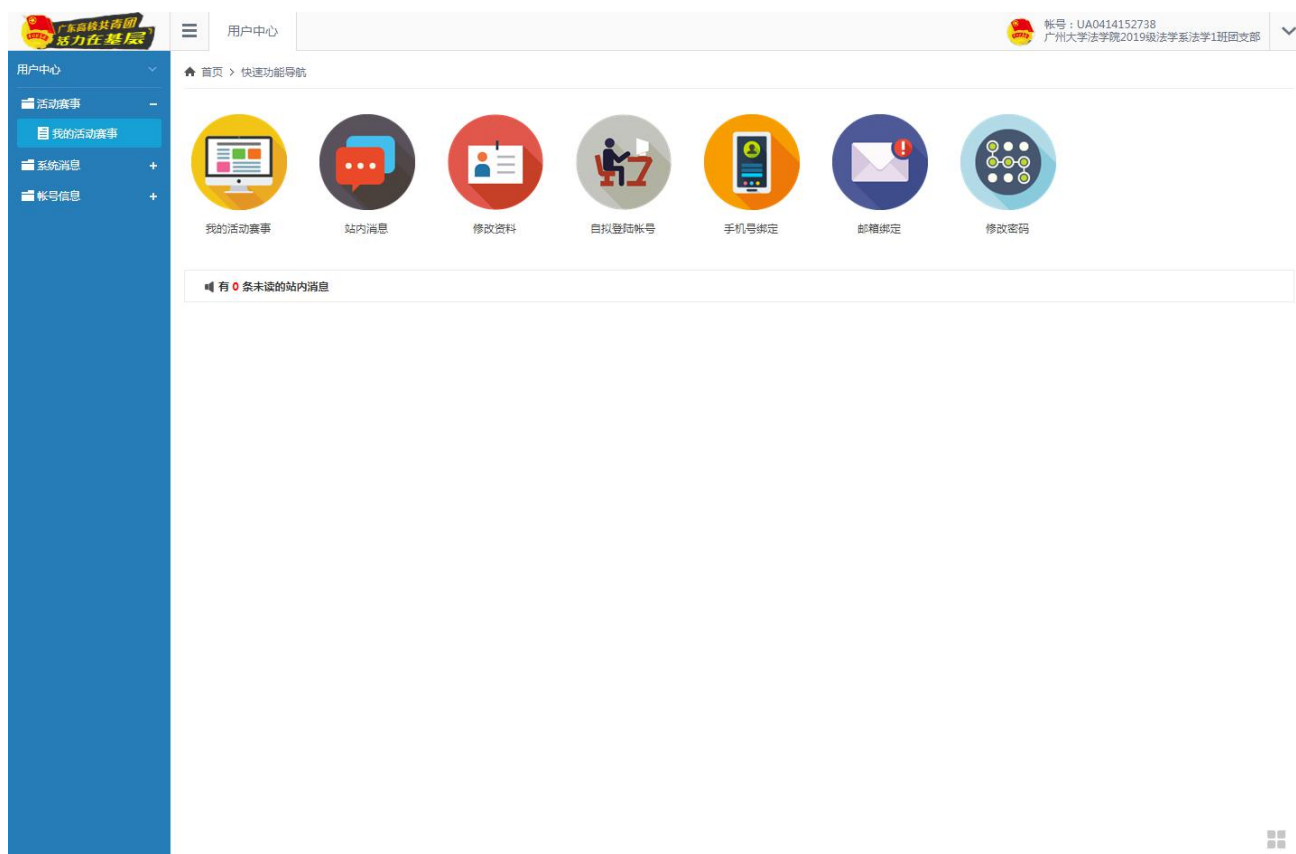 广东高校共青团
活力在基层
用户中心
帐号：UA0414152738
广州大学法学院2019级法学系法学1班团支部
用户中心
首页 > 快速功能导航
活动赛事
我的活动赛事
系统消息
帐号信息
我的活动赛事
站内消息
修改资料
自拟登陆帐号
手机号绑定
邮箱绑定
修改密码
有 0 条未读的站内消息